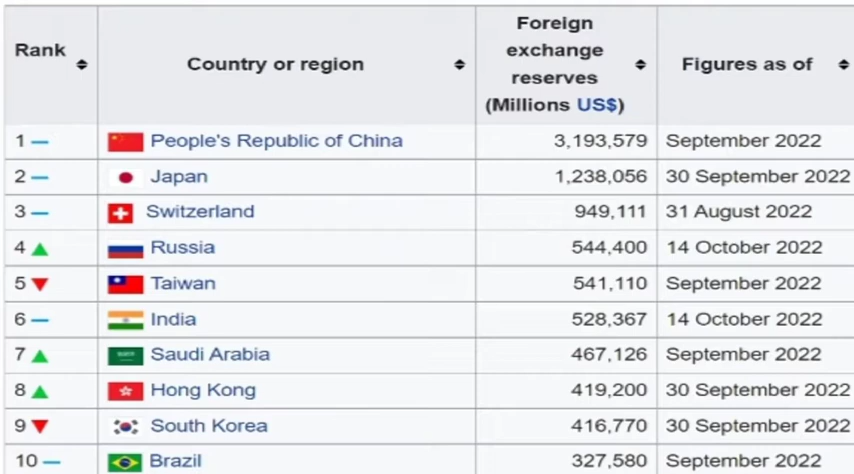 Rank Country or region Foreign exchange reserves (Millions US$) Figures as of
1 People's Republic of China 3,193,579 September 2022
2 Japan 1,238,056 30 September 2022
3 Switzerland 949,111 31 August 2022
4 Russia 544,400 14 October 2022
5 Taiwan 541,110 September 2022
6 India 528,367 14 October 2022
7 Saudi Arabia 467,126 September 2022
8 Hong Kong 419,200 30 September 2022
9 South Korea 416,770 30 September 2022
10 Brazil 327,580 September 2022